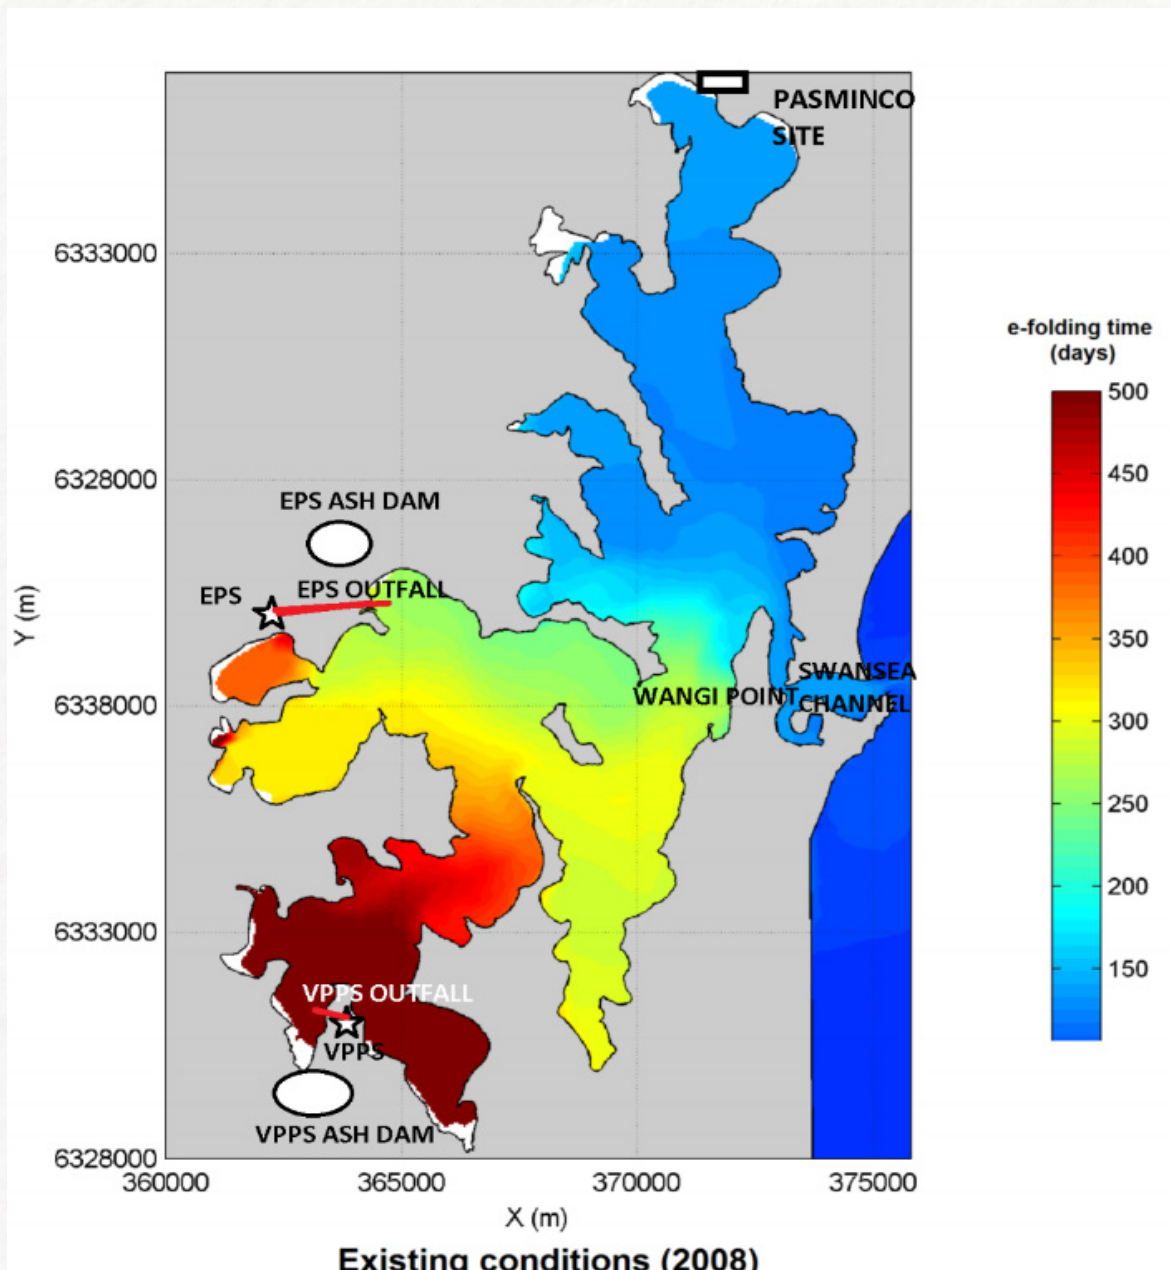 PASMINCO
SITE
6333000
e-folding time
(days)
500
450
400
350
300
250
200
150
6328000
EPS ASH DAM
EPS
EPS OUTFALL
Y (m)
SWANSEA
WANGI POINT
CHANNEL
6338000
6333000
VPPS OUTFALL
VPPS
VPPS ASH DAM
6328000
360000
365000
370000
375000
X (m)
Existing conditions (2008)